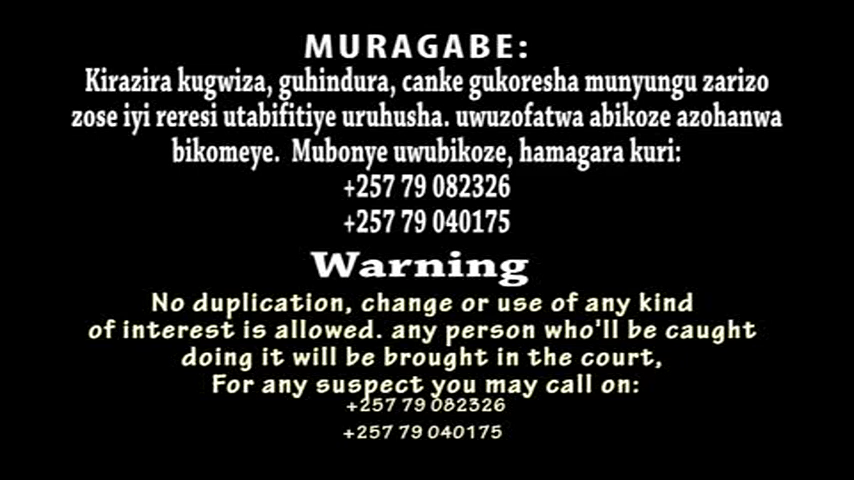 MURAGABE:
Kirazira kugwiza, guhindura, canke gukoresha munyungu zarizo
zose iyi reresi utabifitiye uruhusha. uwuzofatwa abikoze azohanwa
bikomeye. Mubonye uwubikoze, hamagara kuri:
+257 79 082326
+257 79 040175
Warning
No duplication, change or use of any kind
of interest is allowed. any person who'll be caught
doing it will be brought in the court,
For any suspect you may call on:
+257 79 082326
+257 79 040175